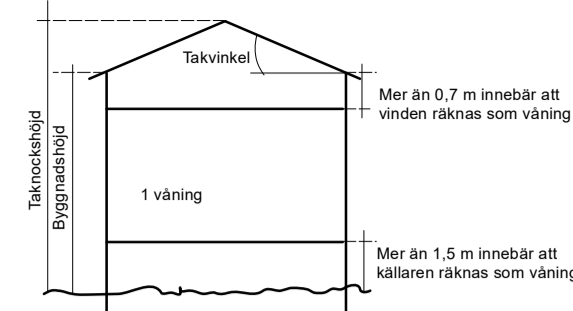 Takvinkel
Mer än 0,7 m innebär att
vinden räknas som våning
Taknockshöjd
Byggnadshöjd
1 våning
Mer än 1,5 m innebär att
källaren räknas som våning